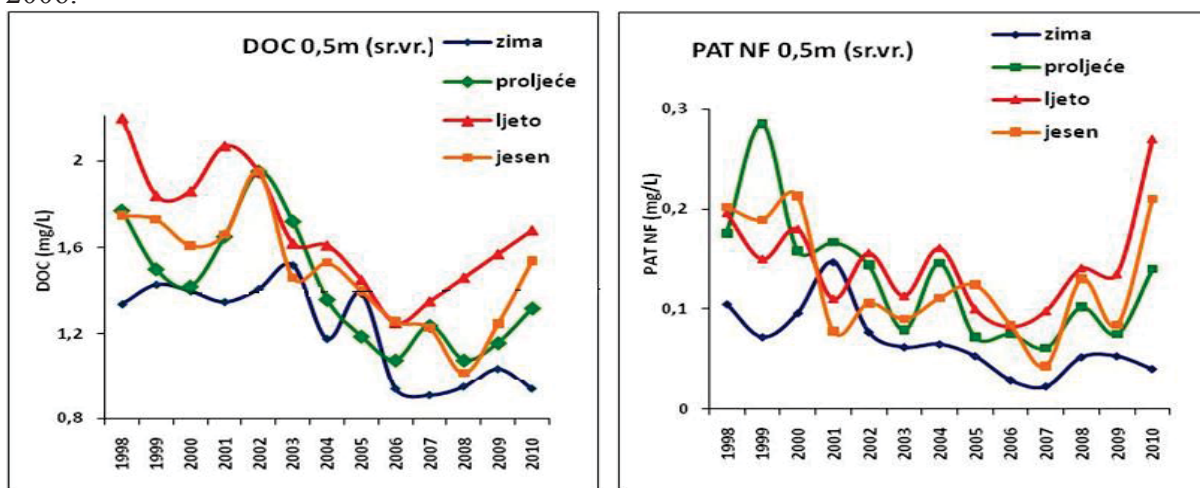 2006.
DOC 0,5m (sr.vr.)
zima
proljeće
ljeto
jesen
DOC (mg/L)
2
1,6
1,2
0,8
1998
1999
2000
2001
2002
2003
2004
2005
2006
2007
2008
2009
2010
PAT NF 0,5m (sr.vr.)
zima
proljeće
ljeto
jesen
PAT NF (mg/L)
0,3
0,2
0,1
0
1998
1999
2000
2001
2002
2003
2004
2005
2006
2007
2008
2009
2010